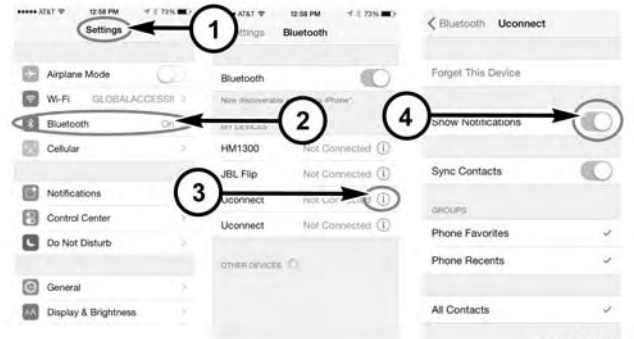 AT&T 12:58 PM 73%
Settings
Airplane Mode
Wi-Fi GLOBALACCESSII
Bluetooth On
Cellular
Notifications
Control Center
Do Not Disturb
General
Display & Brightness
1
AT&T 12:58 PM 73%
Bluetooth
Bluetooth
Now discoverable iPhone".
MY DEVICES
2
HM1300 Not Connected
JBL Flip Not Connected
3
Uconnect Not Connected
Uconnect Not Connected
OTHER DEVICES
Bluetooth Uconnect
Forget This Device
4
Show Notifications
Sync Contacts
GROUPS
Phone Favorites
Phone Recents
All Contacts